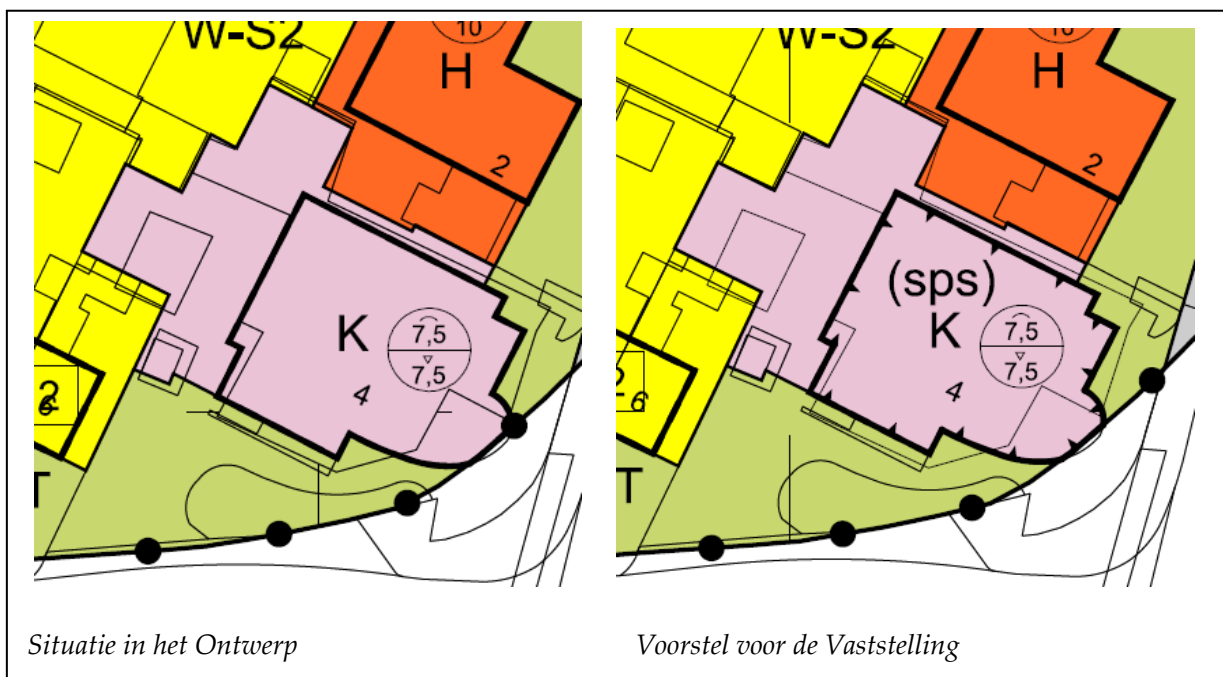 W-S2
10
H
2
K
7,5
7,5
4
2
6
T
W-S2
10
H
2
(sps)
K
7,5
7,5
4
6
T
Situatie in het Ontwerp
Voorstel voor de Vaststelling